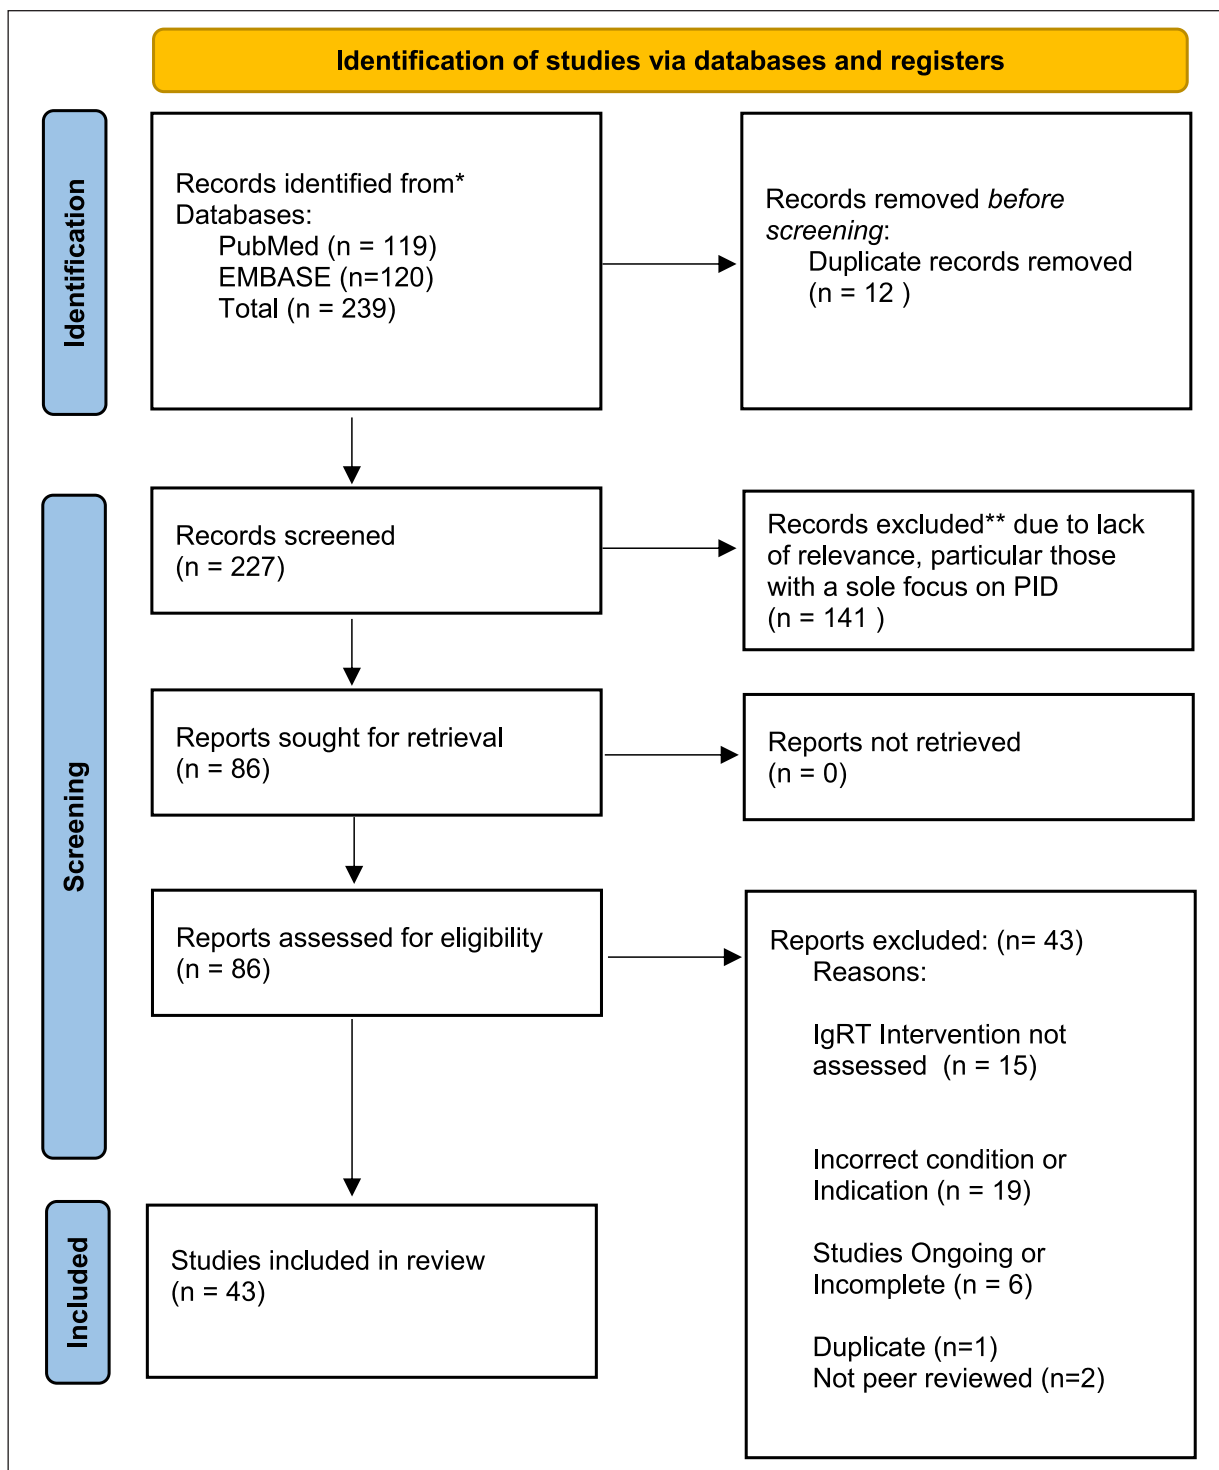 Identification of studies via databases and registers
Identification
Records identified from*
Databases:
PubMed (n = 119)
EMBASE (n=120)
Total (n = 239)
Records removed before
screening:
Duplicate records removed
(n = 12 )
Screening
Records screened
(n = 227)
Records excluded** due to lack
of relevance, particular those
with a sole focus on PID
(n = 141 )
Reports sought for retrieval
(n = 86)
Reports not retrieved
(n = 0)
Reports assessed for eligibility
(n = 86)
Reports excluded: (n= 43)
Reasons:
IgRT Intervention not
assessed  (n = 15)
Incorrect condition or
Indication (n = 19)
Studies Ongoing or
Incomplete (n = 6)
Duplicate (n=1)
Not peer reviewed (n=2)
Included
Studies included in review
(n = 43)